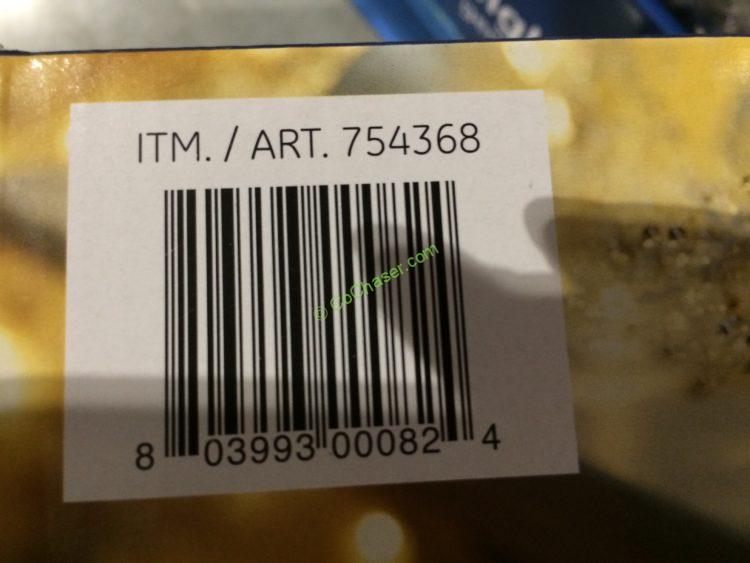 ITM. / ART. 754368
© CoChaser.com
8 03993 00082 4